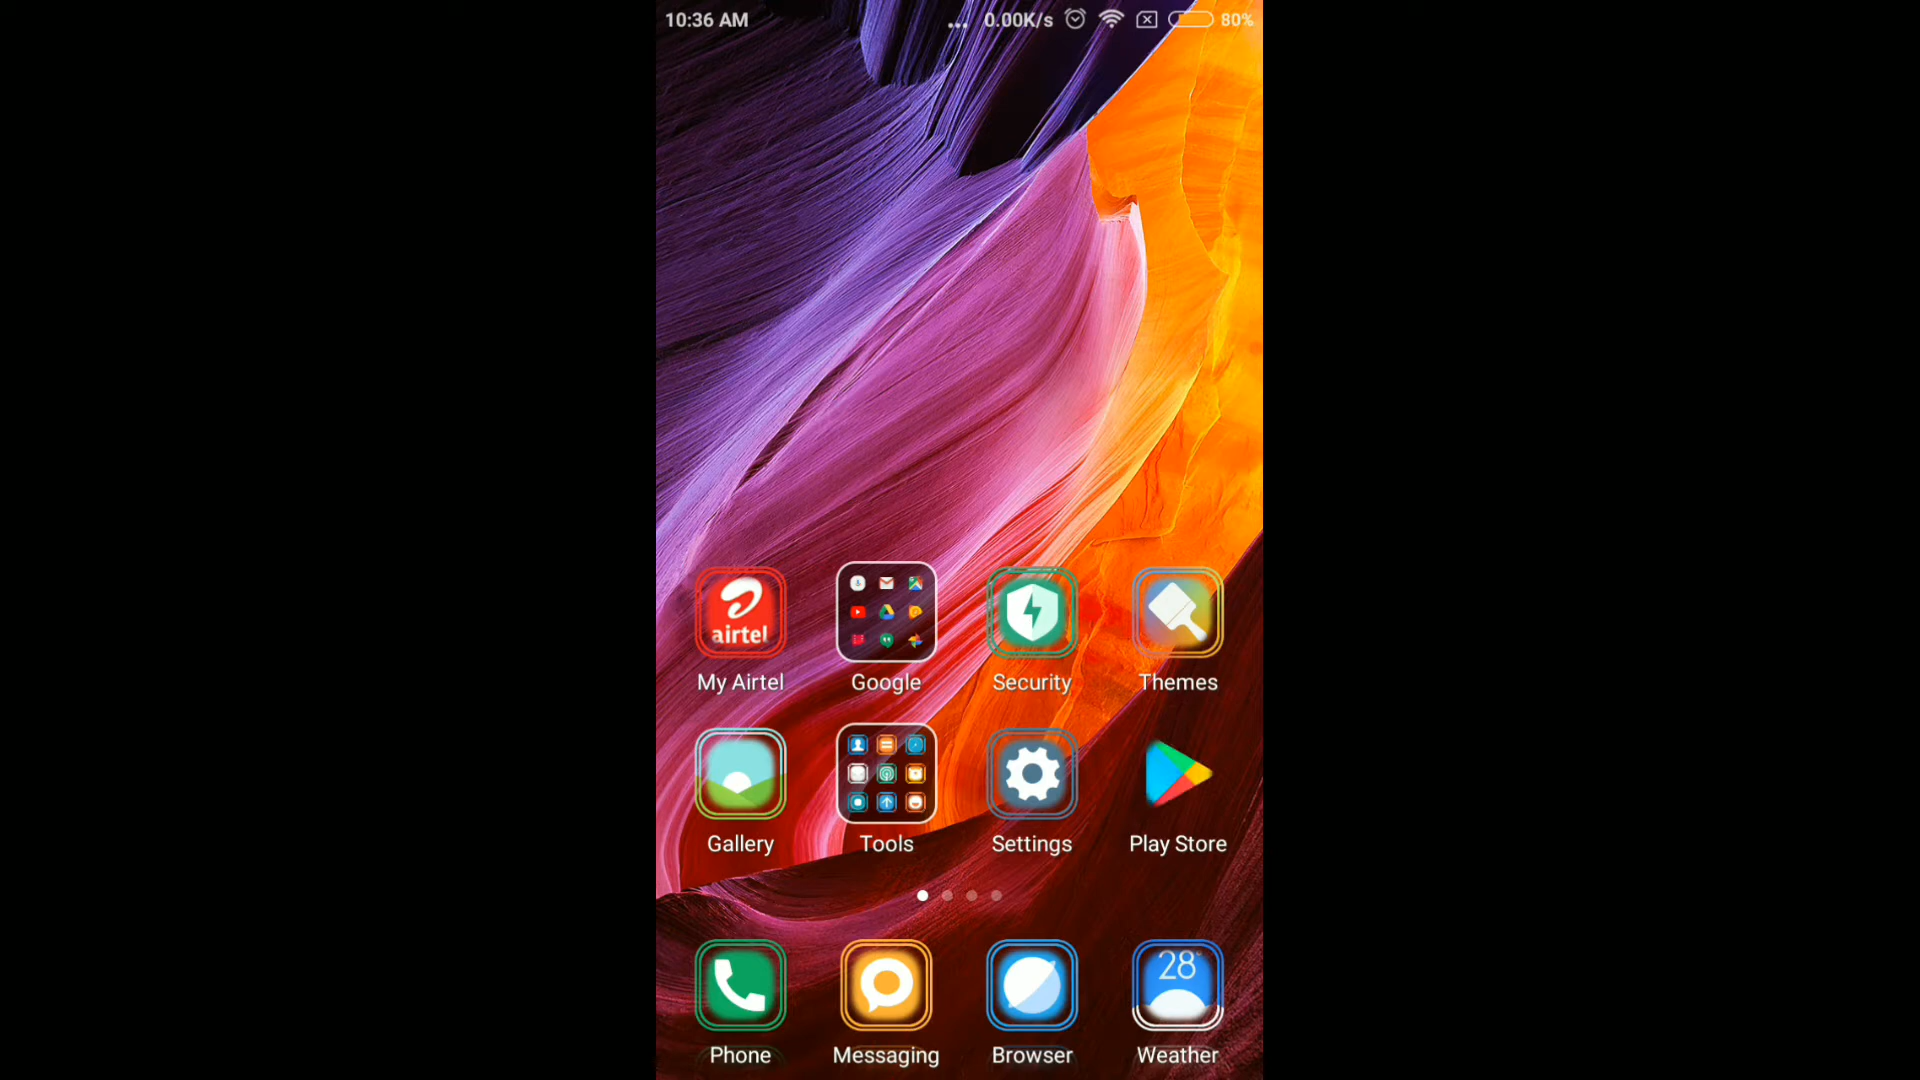 10:36 AM ... 0.00K/s 80%
airtel
My Airtel Google Security Themes
Gallery Tools Settings Play Store
28°
Phone Messaging Browser Weather